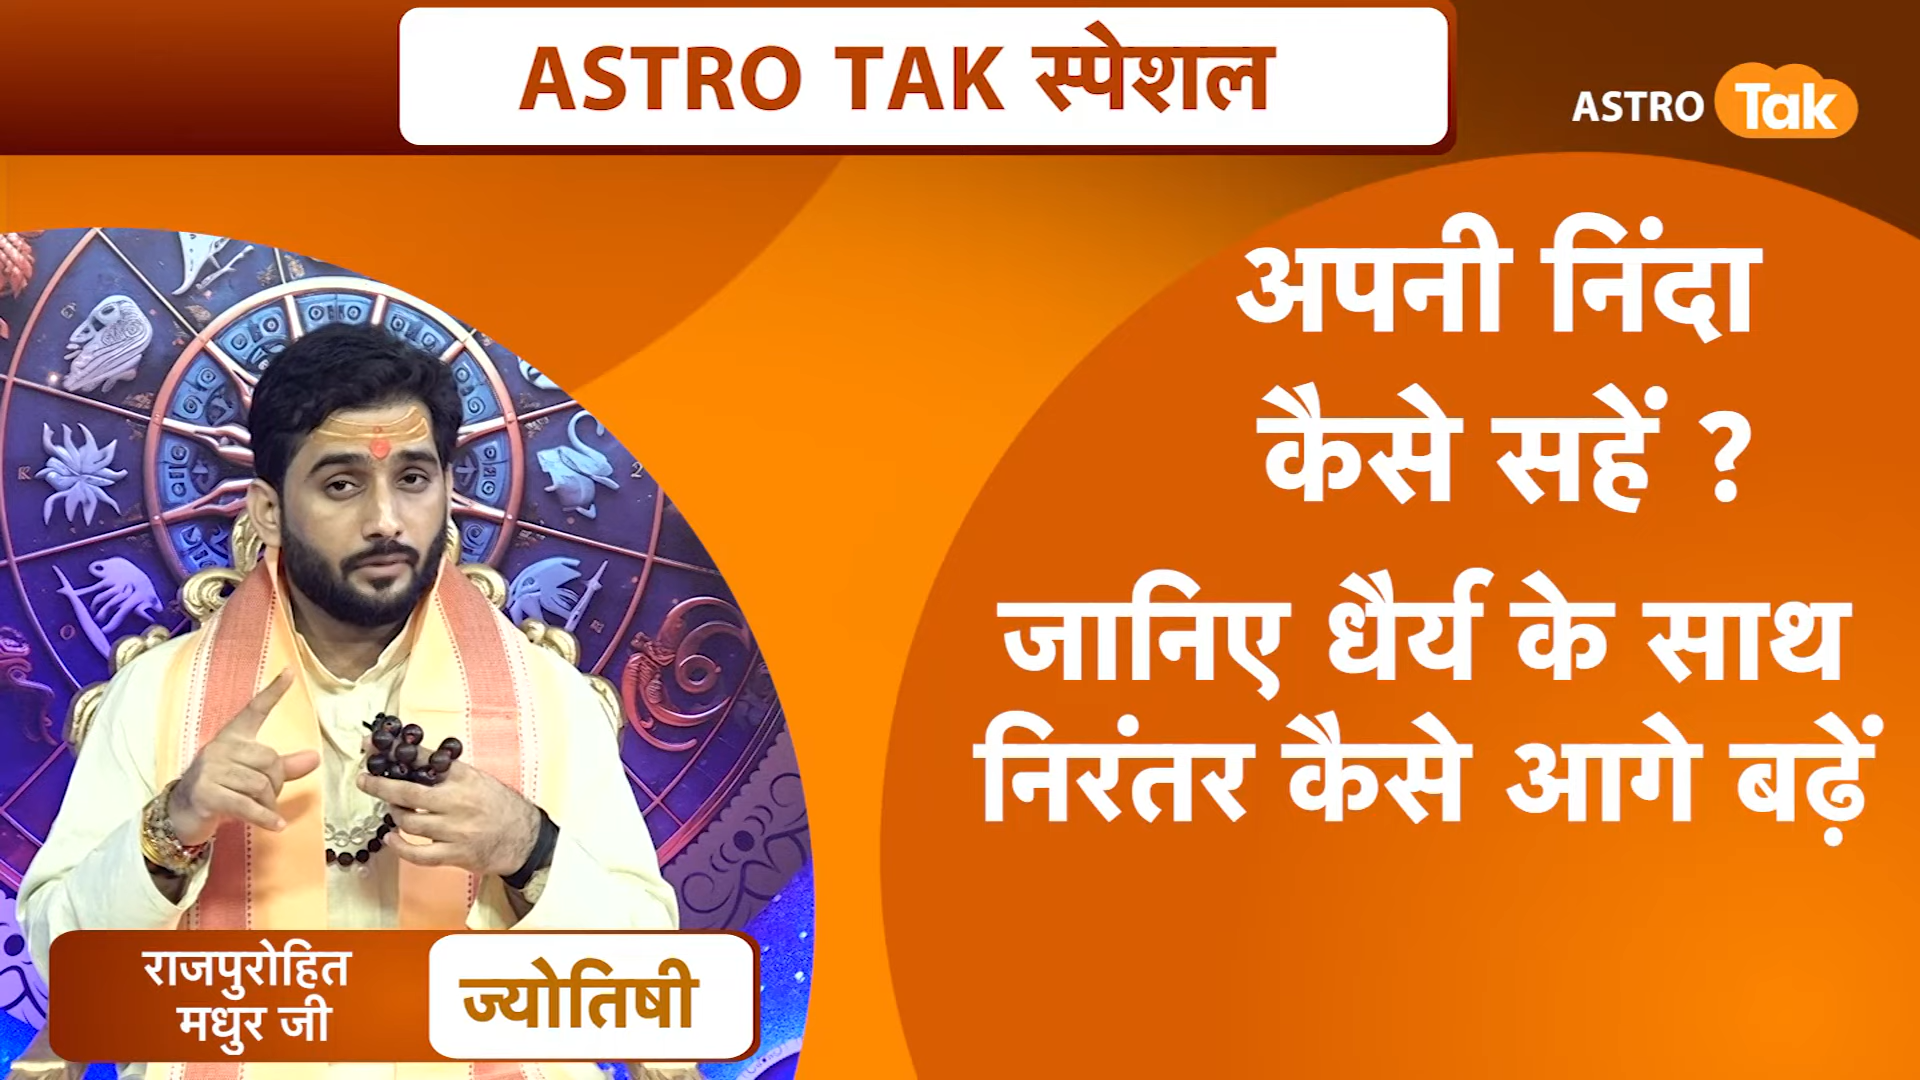 ASTRO TAK स्पेशल
ASTRO Tak
अपनी निंदा
कैसे सहें ?
जानिए धैर्य के साथ
निरंतर कैसे आगे बढ़ें
राजपुरोहित
मधुर जी
ज्योतिषी